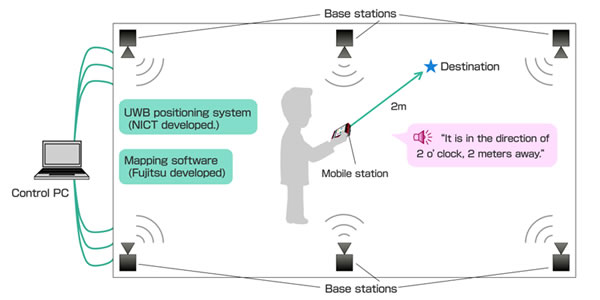 Base stations
Destination
2m
UWB positioning system
(NICT developed.)
"It is in the direction of
2 o' clock, 2 meters away."
Mapping software
(Fujitsu developed)
Mobile station
Control PC
Base stations